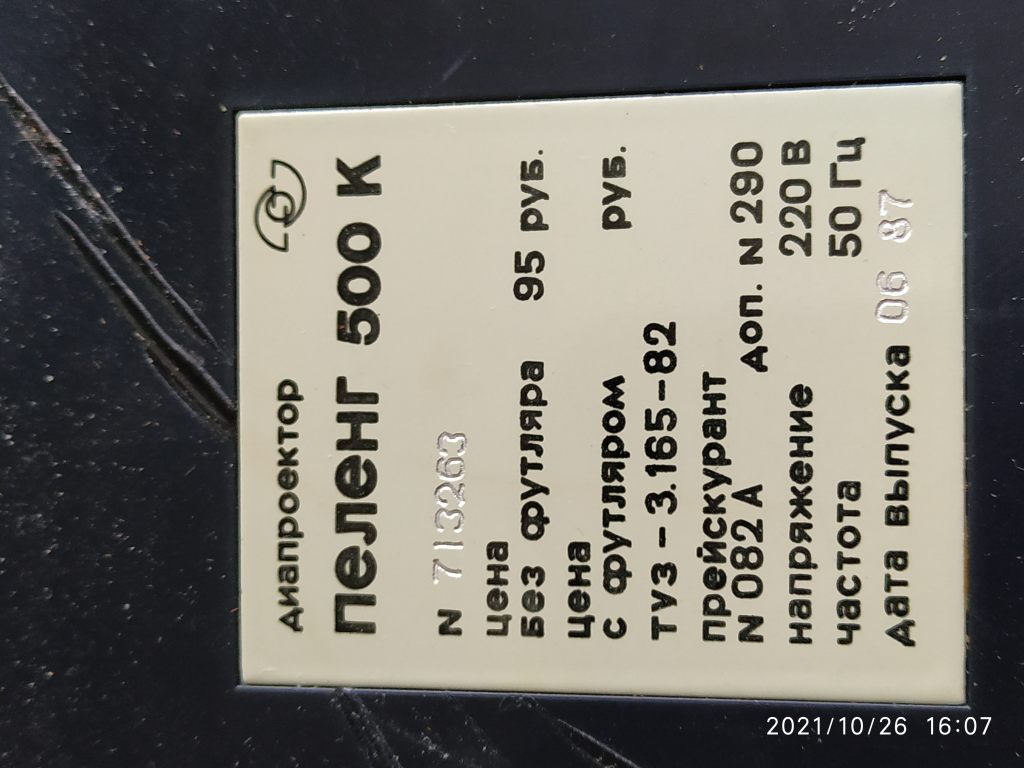 диапроектор
Пеленг 500 К
N 713263
цена
без футляра 95 руб.
цена
с футляром руб.
ТУ3-3.165-82
прейскурант
N 082 А доп. N 290
напряжение 220 В
частота 50 Гц
дата выпуска 06 87
2021/10/26 16:07